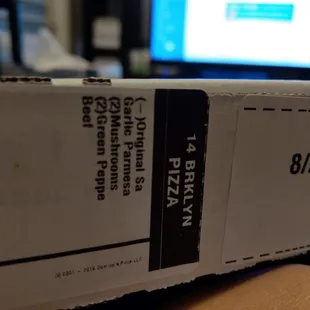 14 BRKLYN
PIZZA
(-)Original Sa
Garlic Parmesa
(2)Mushrooms
(2)Green Peppe
Beef
8/